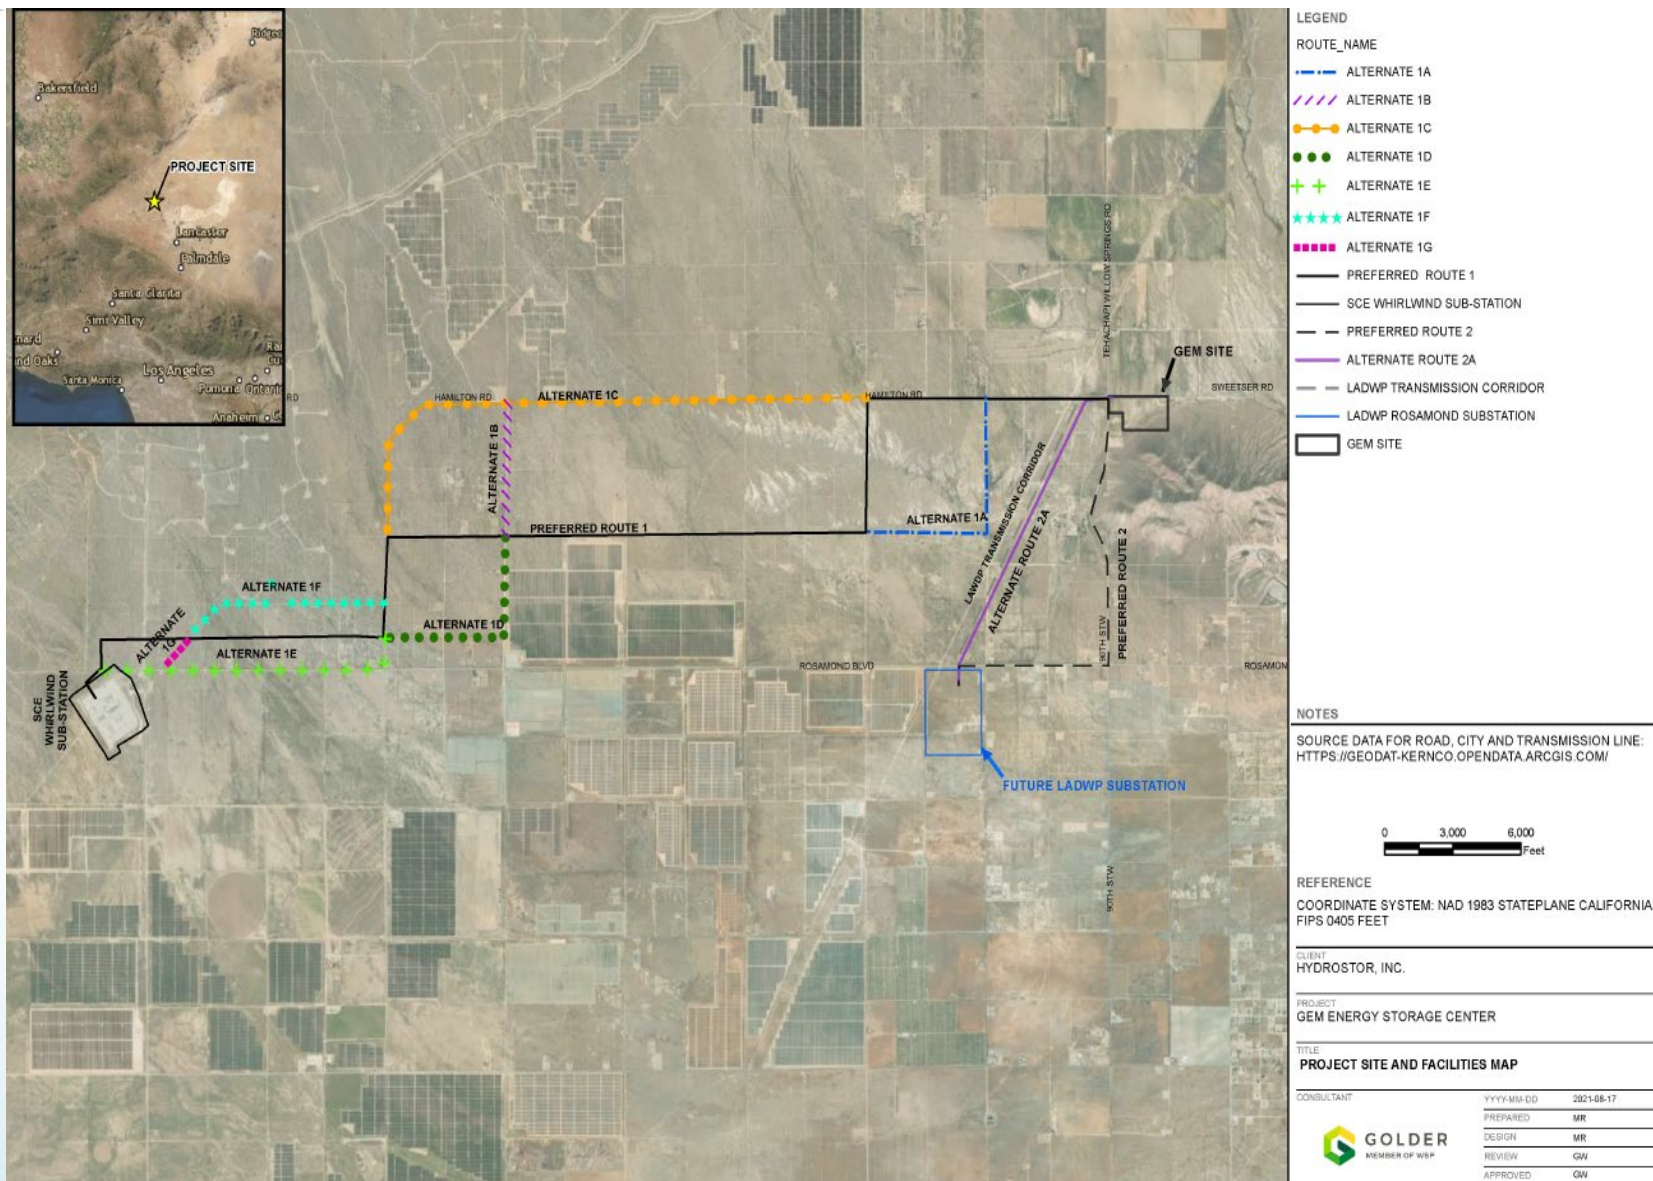 Bakersfield
PROJECT SITE
Lancaster
Palmdale
Santa Clarita
Simi Valley
nd Oaks
Santa Monica
Los Angeles
Pomona
Ontario
Anaheim
RD
HAMILTON RD
ALTERNATE 1C
HAMILTON RD
TEHACHAPI WILLOW SPRINGS RD
GEM SITE
SWEETSER RD
ALTERNATE 1B
PREFERRED ROUTE 1
ALTERNATE 1A
LAWDP TRANSMISSION CORRIDOR
ALTERNATE ROUTE 2A
PREFERRED ROUTE 2
90TH STW
ALTERNATE 1F
ALTERNATE
1G
ALTERNATE 1D
ALTERNATE 1E
SCE
WHIRLWIND
SUB-STATION
ROSAMOND BLVD
ROSAMON
FUTURE LADWP SUBSTATION
90TH STW
LEGEND
ROUTE_NAME
ALTERNATE 1A
ALTERNATE 1B
ALTERNATE 1C
ALTERNATE 1D
ALTERNATE 1E
ALTERNATE 1F
ALTERNATE 1G
PREFERRED ROUTE 1
SCE WHIRLWIND SUB-STATION
PREFERRED ROUTE 2
ALTERNATE ROUTE 2A
LADWP TRANSMISSION CORRIDOR
LADWP ROSAMOND SUBSTATION
GEM SITE
NOTES
SOURCE DATA FOR ROAD, CITY AND TRANSMISSION LINE:
HTTPS://GEODAT-KERNCO.OPENDATA.ARCGIS.COM/
0 3,000 6,000
Feet
REFERENCE
COORDINATE SYSTEM: NAD 1983 STATEPLANE CALIFORNIA
FIPS 0405 FEET
CLIENT
HYDROSTOR, INC.
PROJECT
GEM ENERGY STORAGE CENTER
TITLE
PROJECT SITE AND FACILITIES MAP
CONSULTANT
GOLDER
MEMBER OF WSP
YYYY-MM-DD 2021-08-17
PREPARED MR
DESIGN MR
REVIEW GW
APPROVED GW